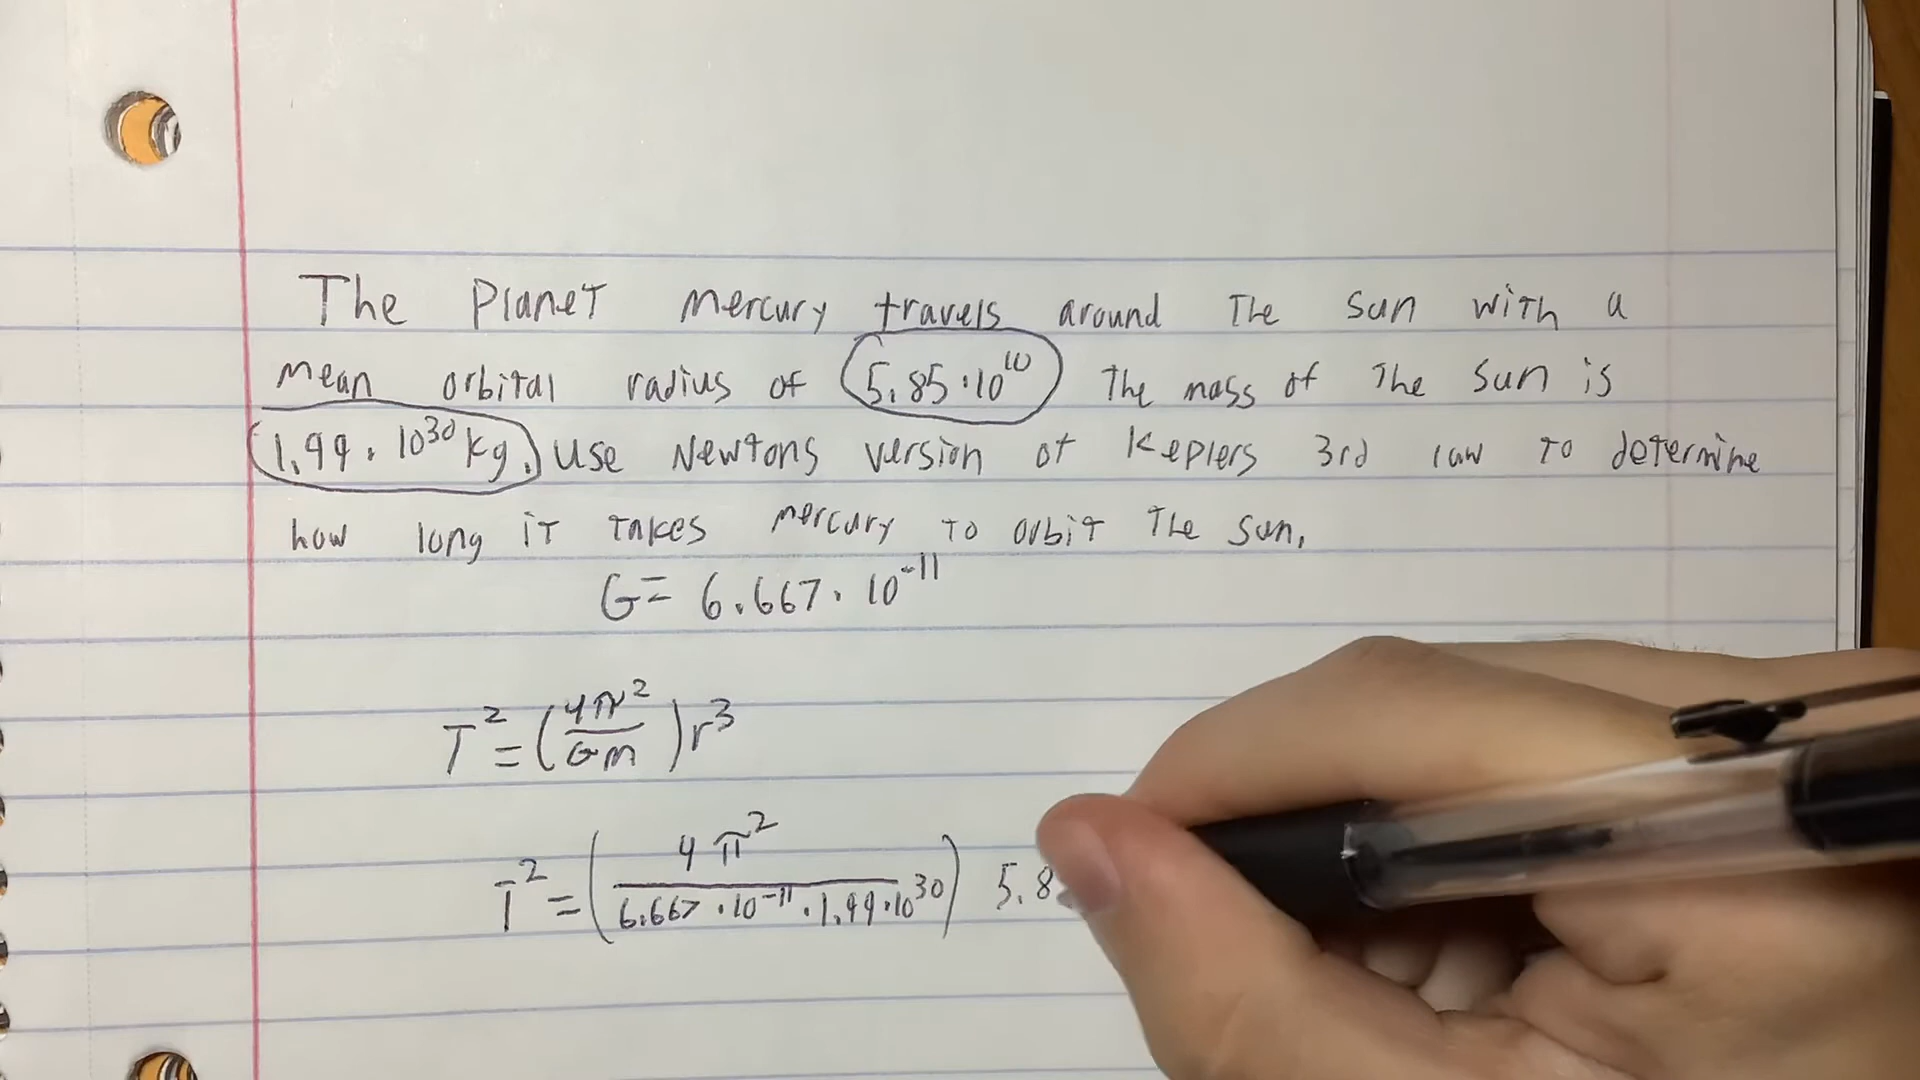 The Planet mercury travels around The sun with a
mean orbital radius of 5.85·10^10 The mass of The sun is
1.99·10^30 kg. Use Newtons version of Keplers 3rd law to determine
how long it takes mercury to orbit The sun.
G= 6.667·10^-11
T^2=(4π^2/GM)r^3
T^2=(4π^2/6.667·10^-11·1.99·10^30) 5.8